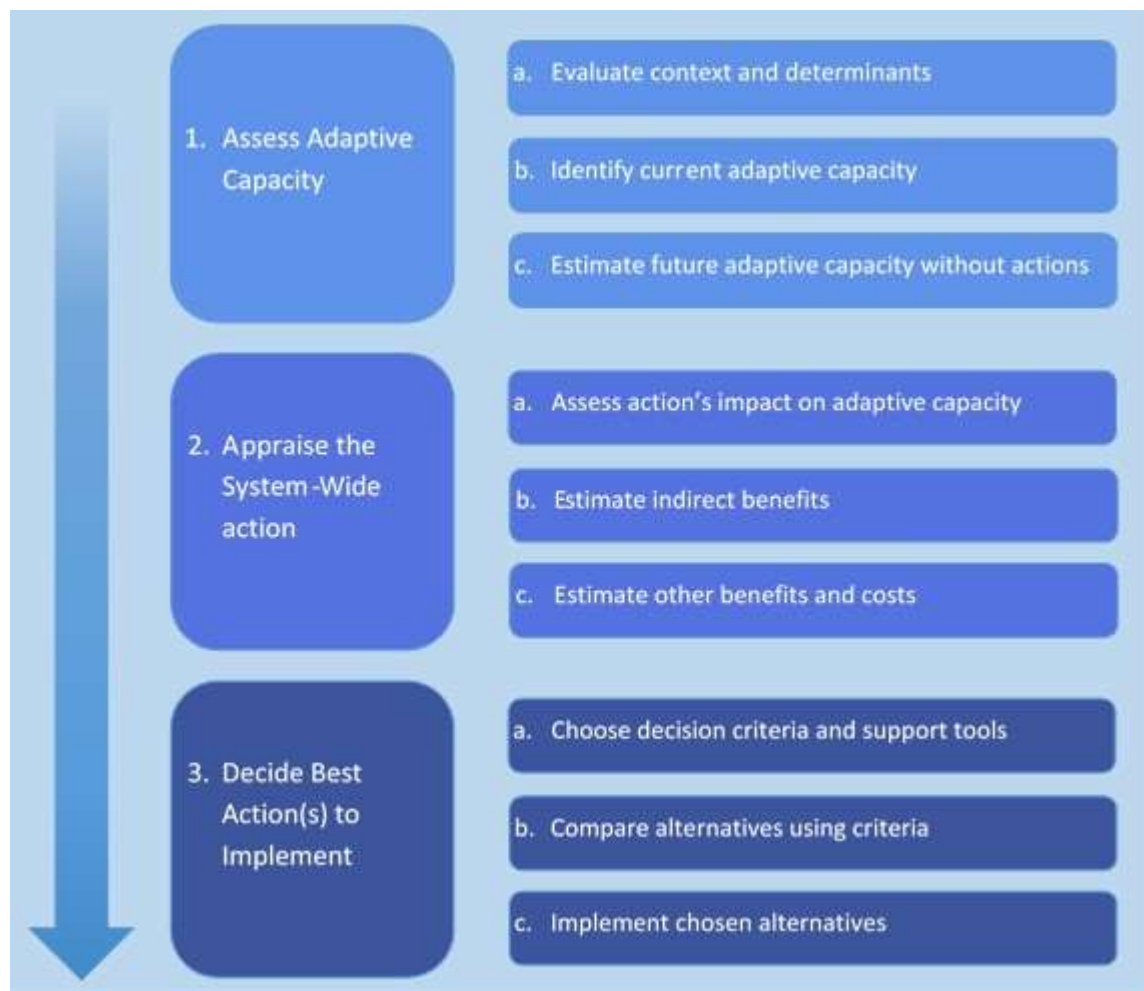 1. Assess Adaptive
Capacity
a. Evaluate context and determinants
b. Identify current adaptive capacity
c. Estimate future adaptive capacity without actions
2. Appraise the
System-Wide
action
a. Assess action's impact on adaptive capacity
b. Estimate indirect benefits
c. Estimate other benefits and costs
3. Decide Best
Action(s) to
Implement
a. Choose decision criteria and support tools
b. Compare alternatives using criteria
c. Implement chosen alternatives